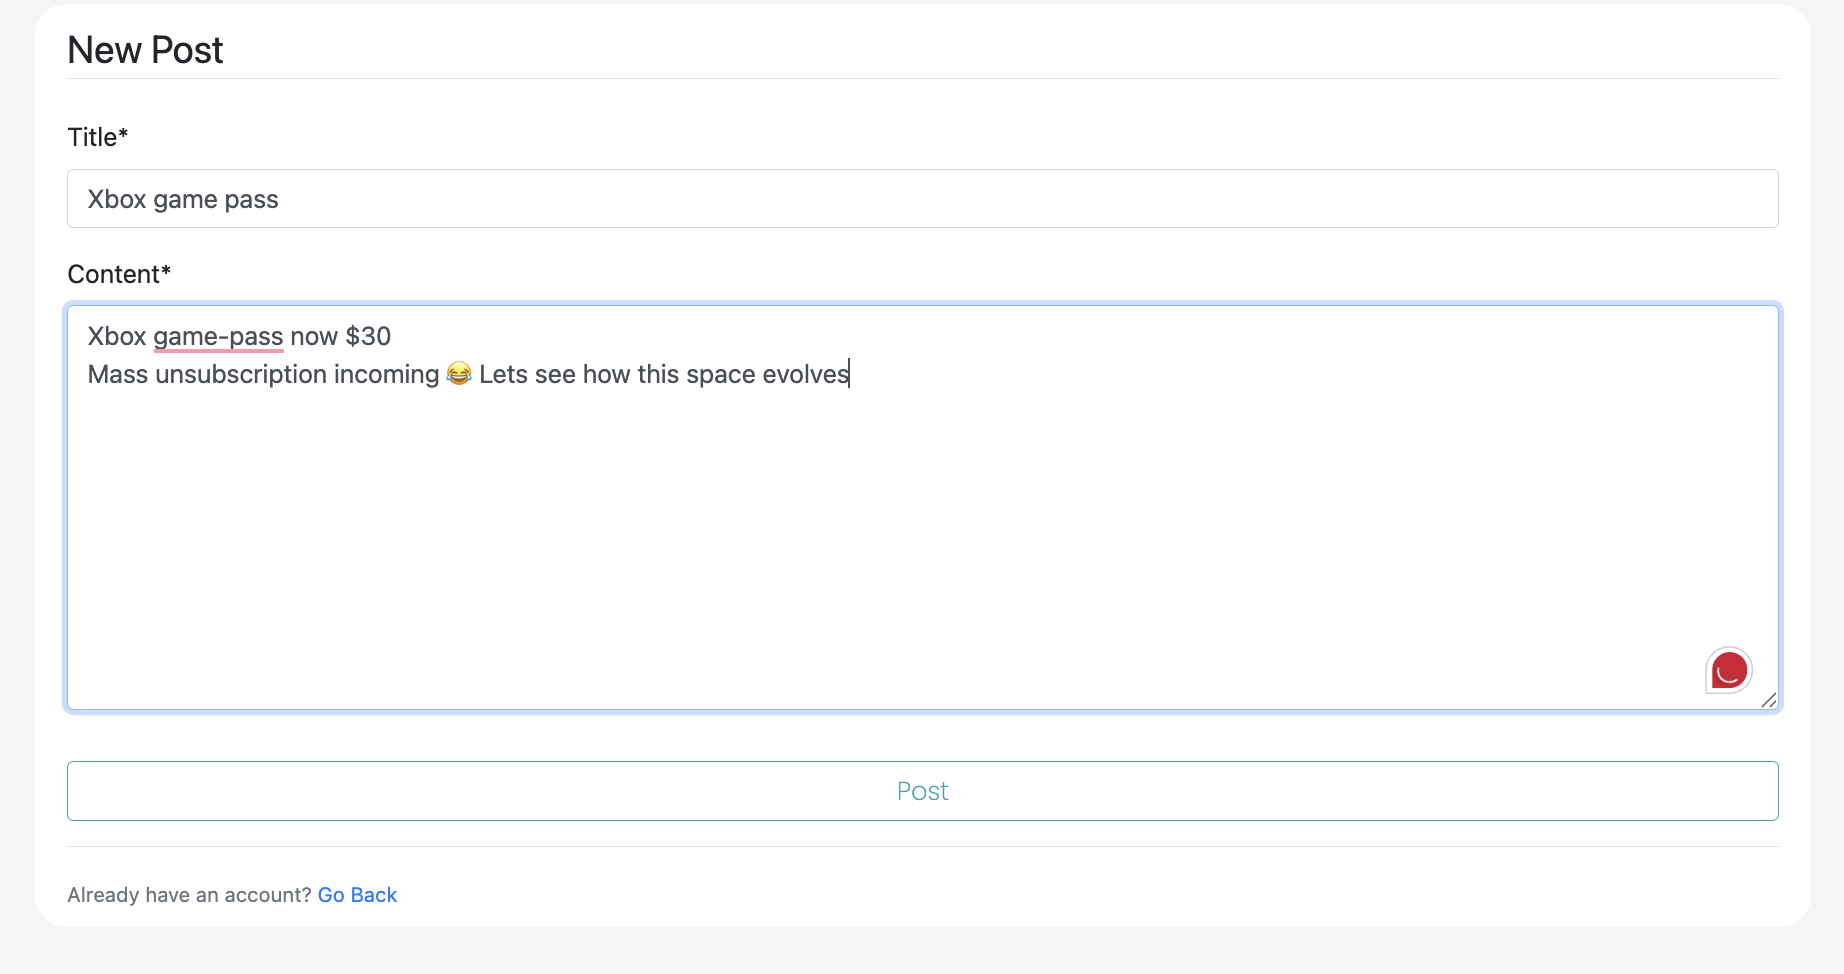 New Post
Title*
Xbox game pass
Content*
Xbox game-pass now $30
Mass unsubscription incoming 😂 Lets see how this space evolves
Post
Already have an account? Go Back